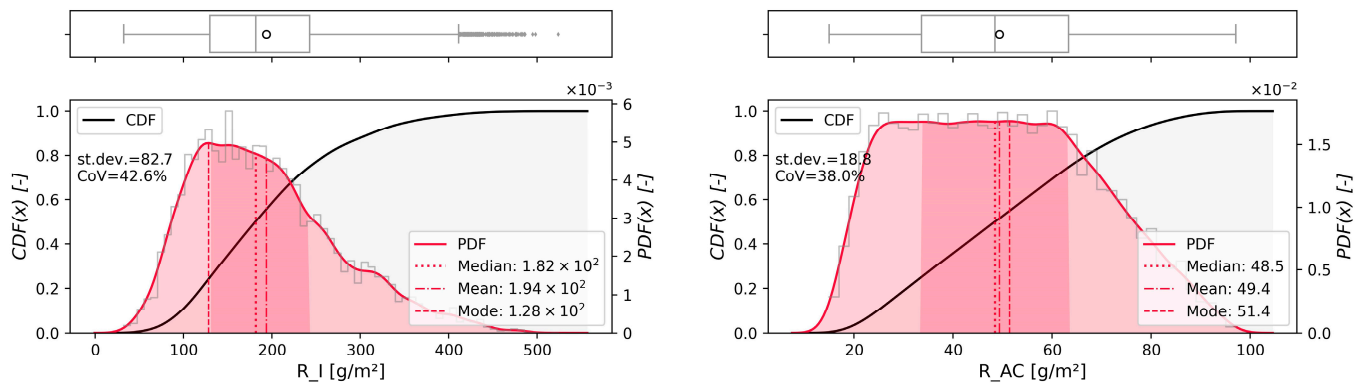 ×10⁻³
1.0
0.8
0.6
0.4
0.2
0.0
CDF(x) [-]
CDF
st.dev.=82.7
CoV=42.6%
PDF
Median: 1.82 × 10²
Mean: 1.94 × 10²
Mode: 1.28 × 10²
6
5
4
3
2
1
0
PDF(x) [-]
0 100 200 300 400 500
R_I [g/m²]
×10⁻²
1.0
0.8
0.6
0.4
0.2
0.0
CDF(x) [-]
CDF
st.dev.=18.8
CoV=38.0%
PDF
Median: 48.5
Mean: 49.4
Mode: 51.4
1.5
1.0
0.5
0.0
PDF(x) [-]
20 40 60 80 100
R_AC [g/m²]